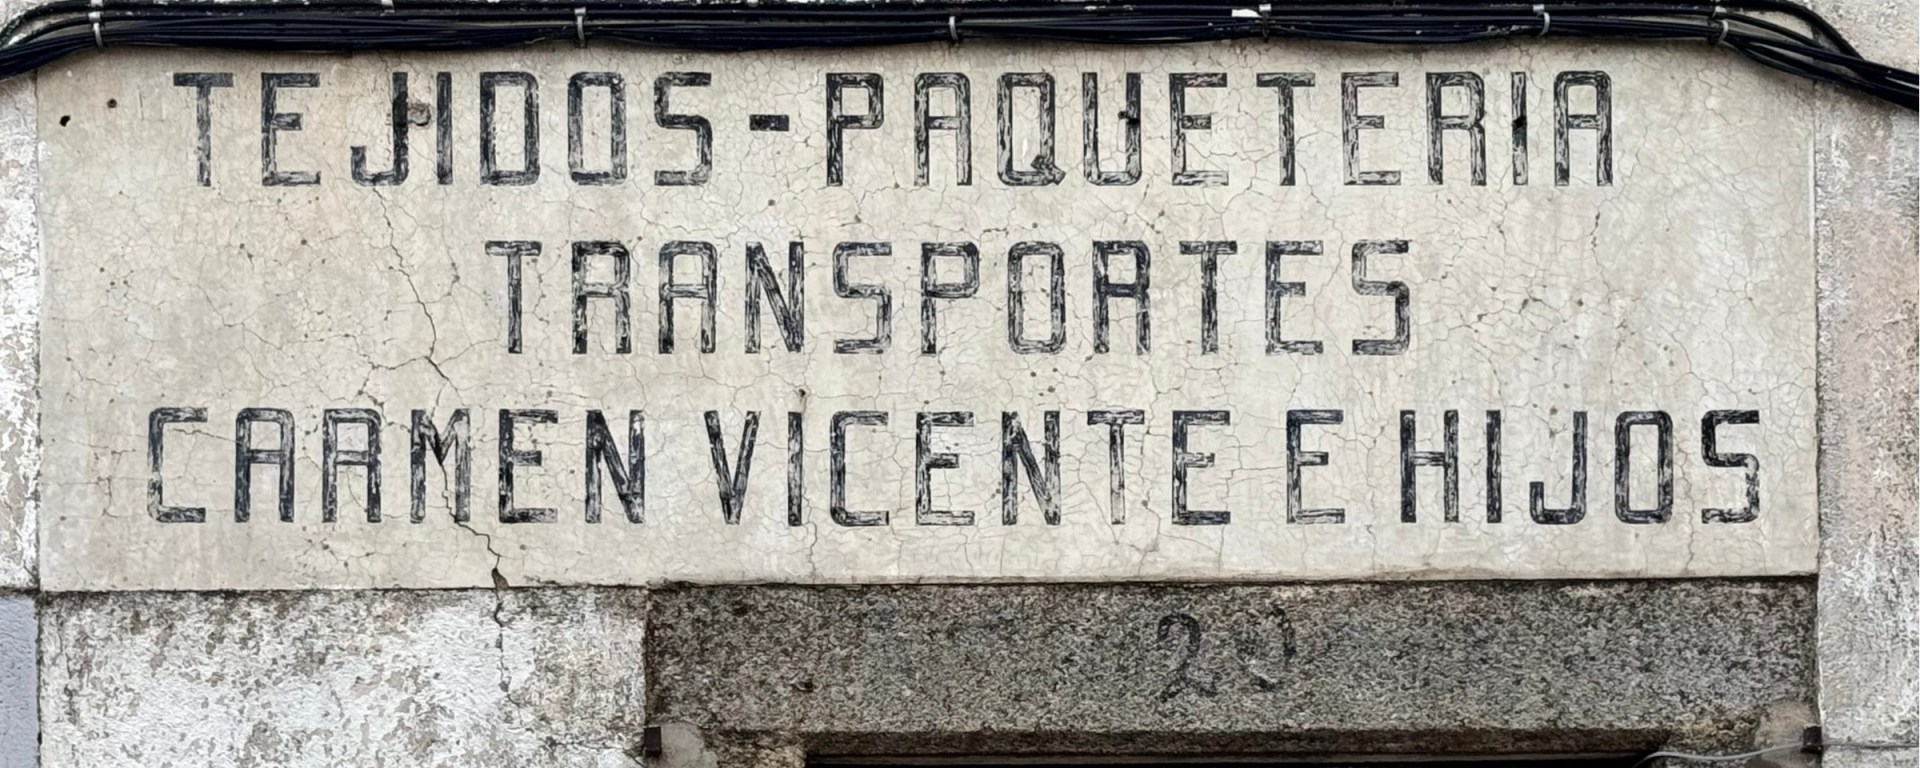 TEJIDOS-PAQUETERIA
TRANSPORTES
CARMEN VICENTE E HIJOS